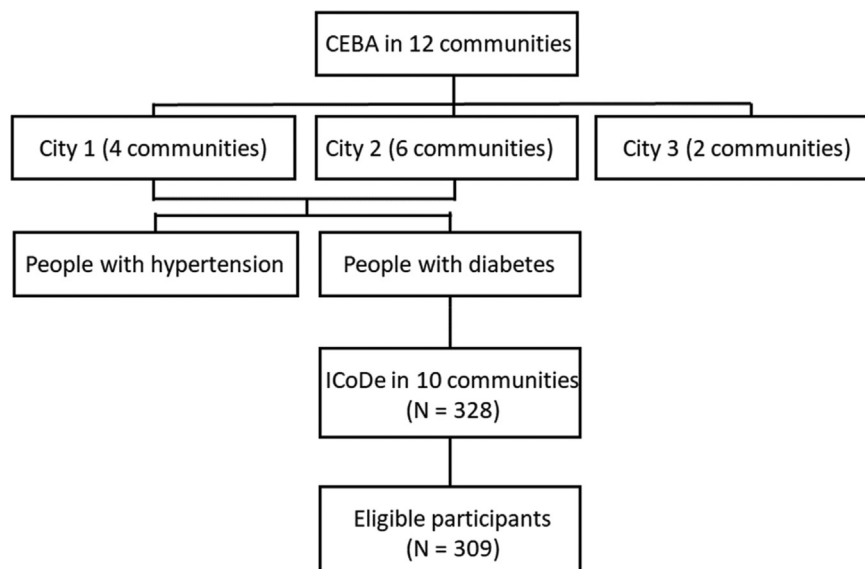 CEBA in 12 communities
City 1 (4 communities)
City 2 (6 communities)
City 3 (2 communities)
People with hypertension
People with diabetes
ICoDe in 10 communities
(N = 328)
Eligible participants
(N = 309)